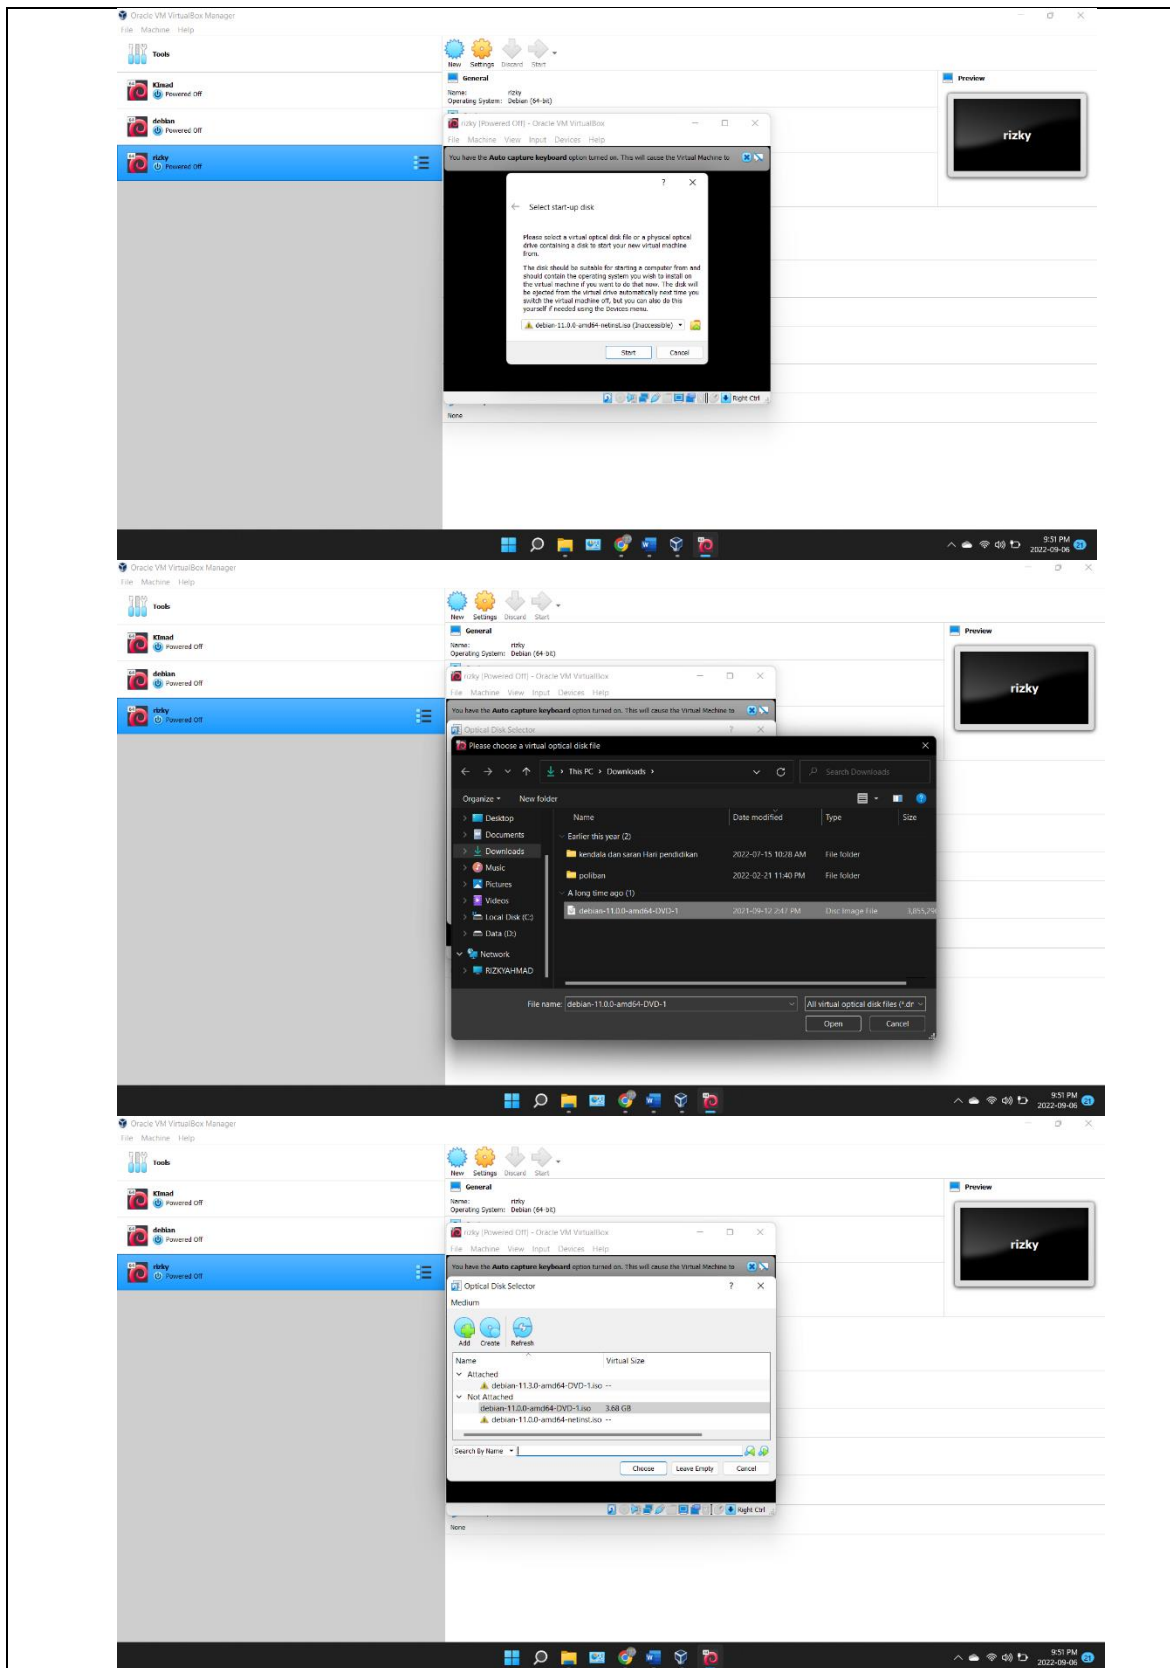 Oracle VM VirtualBox Manager
File Machine Help
Tools
New Settings Discard Start
KImad
Powered Off
debian
Powered Off
rizky
Powered Off
General
Name: rizky
Operating System: Debian (64-bit)
Preview
rizky
rizky [Powered Off] - Oracle VM VirtualBox
File Machine View Input Devices Help
You have the Auto capture keyboard option turned on. This will cause the Virtual Machine to
Select start-up disk
Please select a virtual optical disk file or a physical optical
drive containing a disk to start your new virtual machine
from.
The disk should be suitable for starting a computer from and
should contain the operating system you wish to install on
the virtual machine if you want to do that now. The disk will
be ejected from the virtual drive automatically next time you
switch the virtual machine off, but you can also do this
yourself if needed using the Devices menu.
debian-11.0.0-amd64-netinst.iso (Inaccessible)
Start Cancel
Right Ctrl
None
9:51 PM
2022-09-06
21
Oracle VM VirtualBox Manager
File Machine Help
Tools
New Settings Discard Start
KImad
Powered Off
debian
Powered Off
rizky
Powered Off
General
Name: rizky
Operating System: Debian (64-bit)
Preview
rizky
rizky [Powered Off] - Oracle VM VirtualBox
File Machine View Input Devices Help
You have the Auto capture keyboard option turned on. This will cause the Virtual Machine to
Optical Disk Selector
Please choose a virtual optical disk file
This PC > Downloads >
Search Downloads
Organize New folder
Name Date modified Type Size
Desktop
Documents
Downloads
Music
Pictures
Videos
Local Disk (C:)
Data (D:)
Network
RIZKYAHMAD
Earlier this year (2)
kendala dan saran Hari pendidikan 2022-07-15 10:28 AM File folder
poliban 2022-02-21 11:40 PM File folder
A long time ago (1)
debian-11.0.0-amd64-DVD-1 2021-09-12 2:47 PM Disc Image File 3,855,29
File name: debian-11.0.0-amd64-DVD-1
All virtual optical disk files (*.dr
Open Cancel
9:51 PM
2022-09-06
21
Oracle VM VirtualBox Manager
File Machine Help
Tools
New Settings Discard Start
KImad
Powered Off
debian
Powered Off
rizky
Powered Off
General
Name: rizky
Operating System: Debian (64-bit)
Preview
rizky
rizky [Powered Off] - Oracle VM VirtualBox
File Machine View Input Devices Help
You have the Auto capture keyboard option turned on. This will cause the Virtual Machine to
Optical Disk Selector
Medium
Add Create Refresh
Name Virtual Size
Attached
debian-11.3.0-amd64-DVD-1.iso --
Not Attached
debian-11.0.0-amd64-DVD-1.iso 3.68 GB
debian-11.0.0-amd64-netinst.iso --
Search By Name
Choose Leave Empty Cancel
Right Ctrl
None
9:51 PM
2022-09-06
21